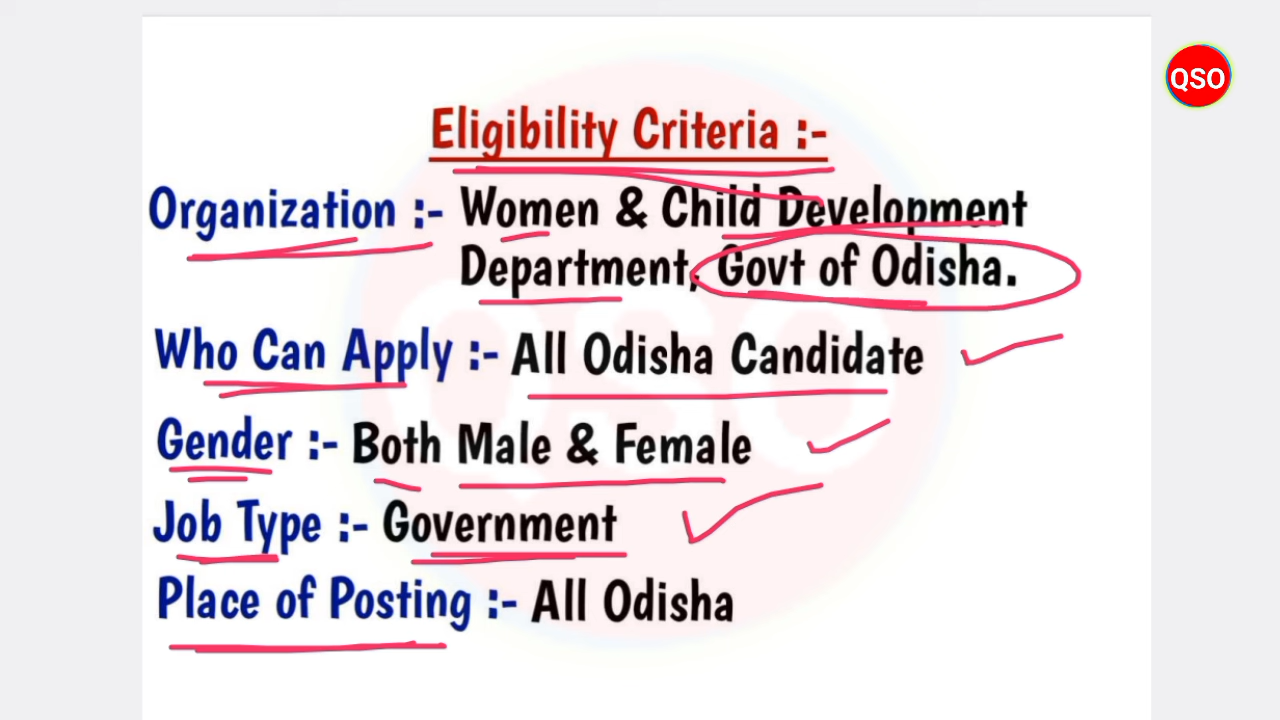 QSO
Eligibility Criteria :-
Organization :- Women & Child Development
Department, Govt of Odisha.
Who Can Apply :- All Odisha Candidate
Gender :- Both Male & Female
Job Type :- Government
Place of Posting :- All Odisha
QSO